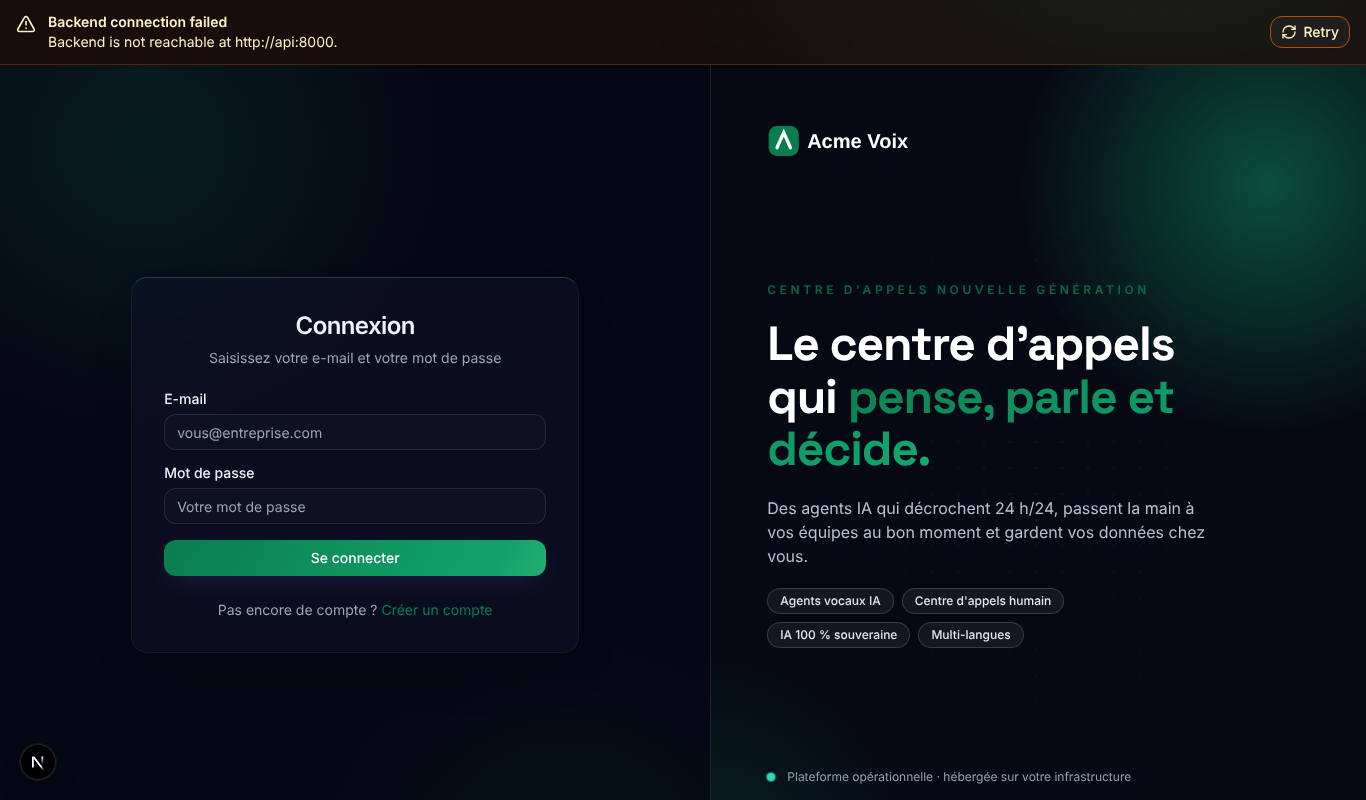 Backend connection failed
Backend is not reachable at http://api:8000.
Retry
Connexion
Saisissez votre e-mail et votre mot de passe
E-mail
vous@entreprise.com
Mot de passe
Votre mot de passe
Se connecter
Pas encore de compte ? Créer un compte
N
Acme Voix
CENTRE D'APPELS NOUVELLE GÉNÉRATION
Le centre d’appels
qui pense, parle et
décide.
Des agents IA qui décrochent 24 h/24, passent la main à
vos équipes au bon moment et gardent vos données chez
vous.
Agents vocaux IA
Centre d'appels humain
IA 100 % souveraine
Multi-langues
Plateforme opérationnelle · hébergée sur votre infrastructure